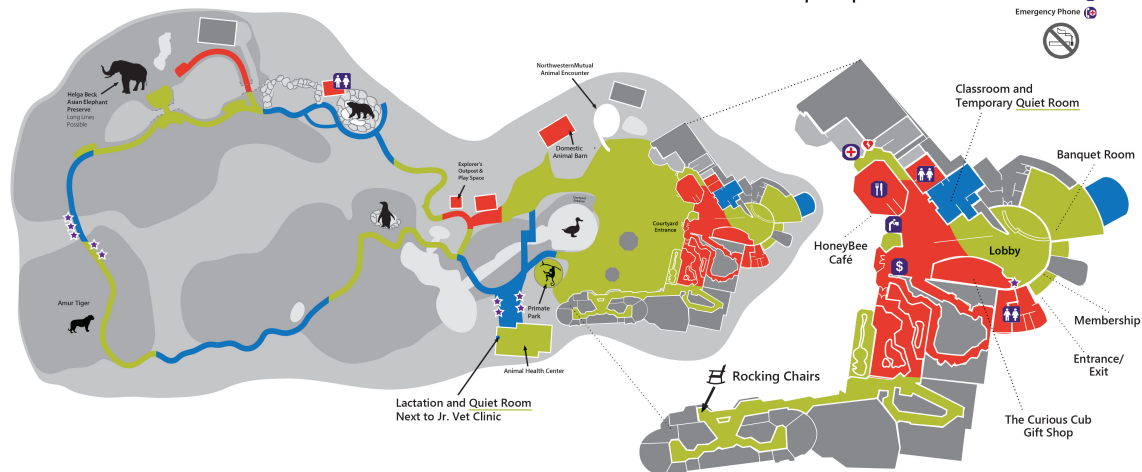 Emergency Phone
Helga Beck
Asian Elephant
Preserve
Long Lines
Possible
NorthwesternMutual
Animal Encounter
Domestic
Animal Barn
Explorer's
Outpost &
Play Space
Courtyard
Entrance
Amur Tiger
Primate
Park
Animal Health Center
Lactation and Quiet Room
Next to Jr. Vet Clinic
Classroom and
Temporary Quiet Room
Banquet Room
HoneyBee
Café
Lobby
$
Membership
Entrance/
Exit
The Curious Cub
Gift Shop
Rocking Chairs